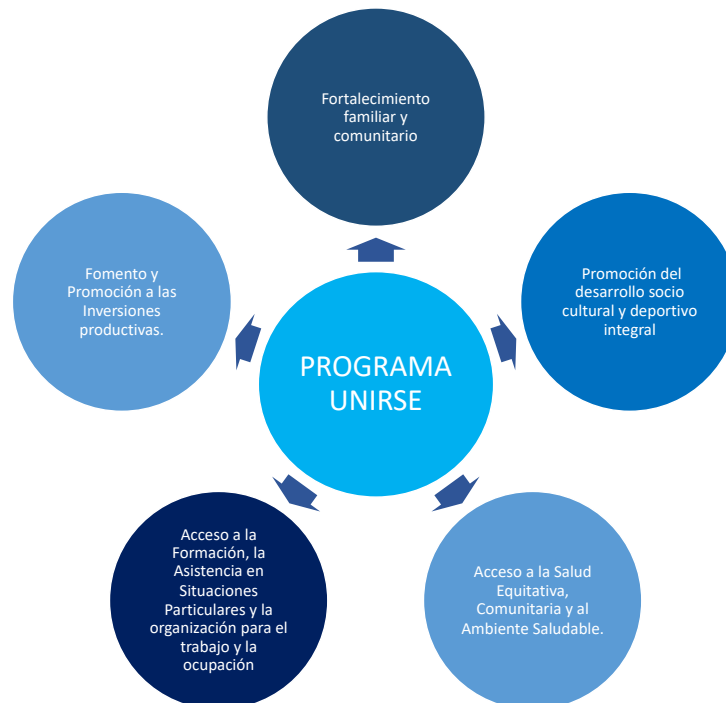 Fortalecimiento
familiar y
comunitario
Fomento y
Promoción a las
Inversiones
productivas.
Promoción del
desarrollo socio
cultural y deportivo
integral
PROGRAMA
UNIRSE
Acceso a la
Formación, la
Asistencia en
Situaciones
Particulares y la
organización para el
trabajo y la
ocupación
Acceso a la Salud
Equitativa,
Comunitaria y al
Ambiente Saludable.